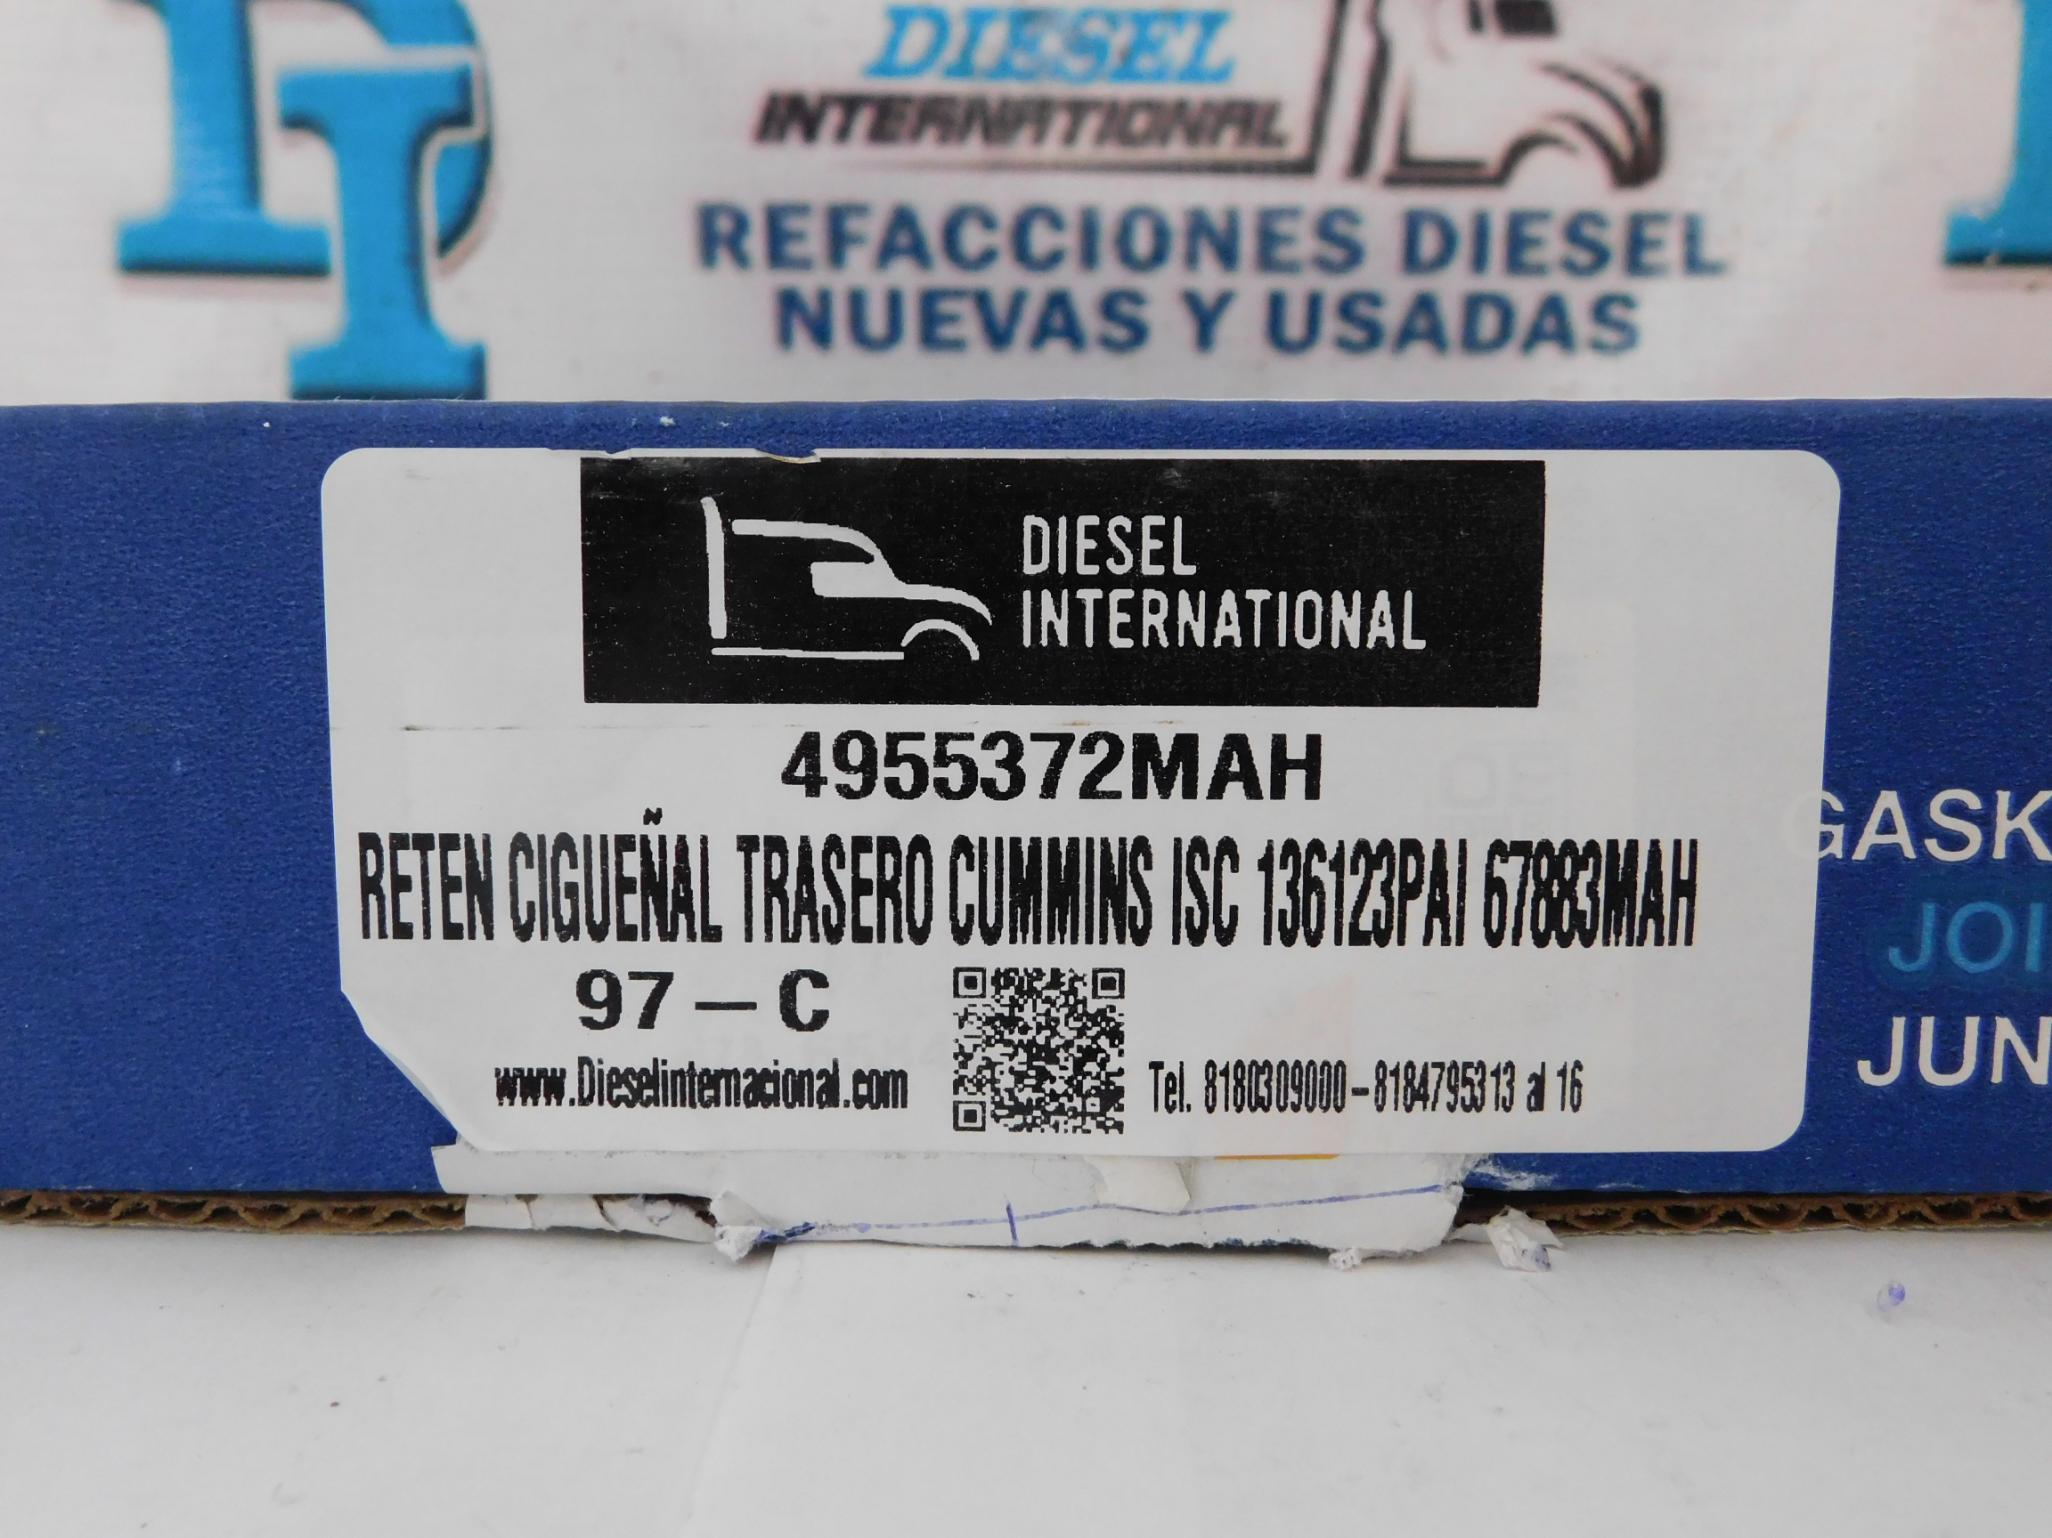 DI
DIESEL
INTERNATIONAL
REFACCIONES DIESEL
NUEVAS Y USADAS
DIESEL
INTERNATIONAL
4955372MAH
RETEN CIGUEÑAL TRASERO CUMMINS ISC 136123PAI 67883MAH
97-C
www.Dieselinternacional.com
Tel. 8180309000-8184795313 al 16
GASK
JOI
JUN